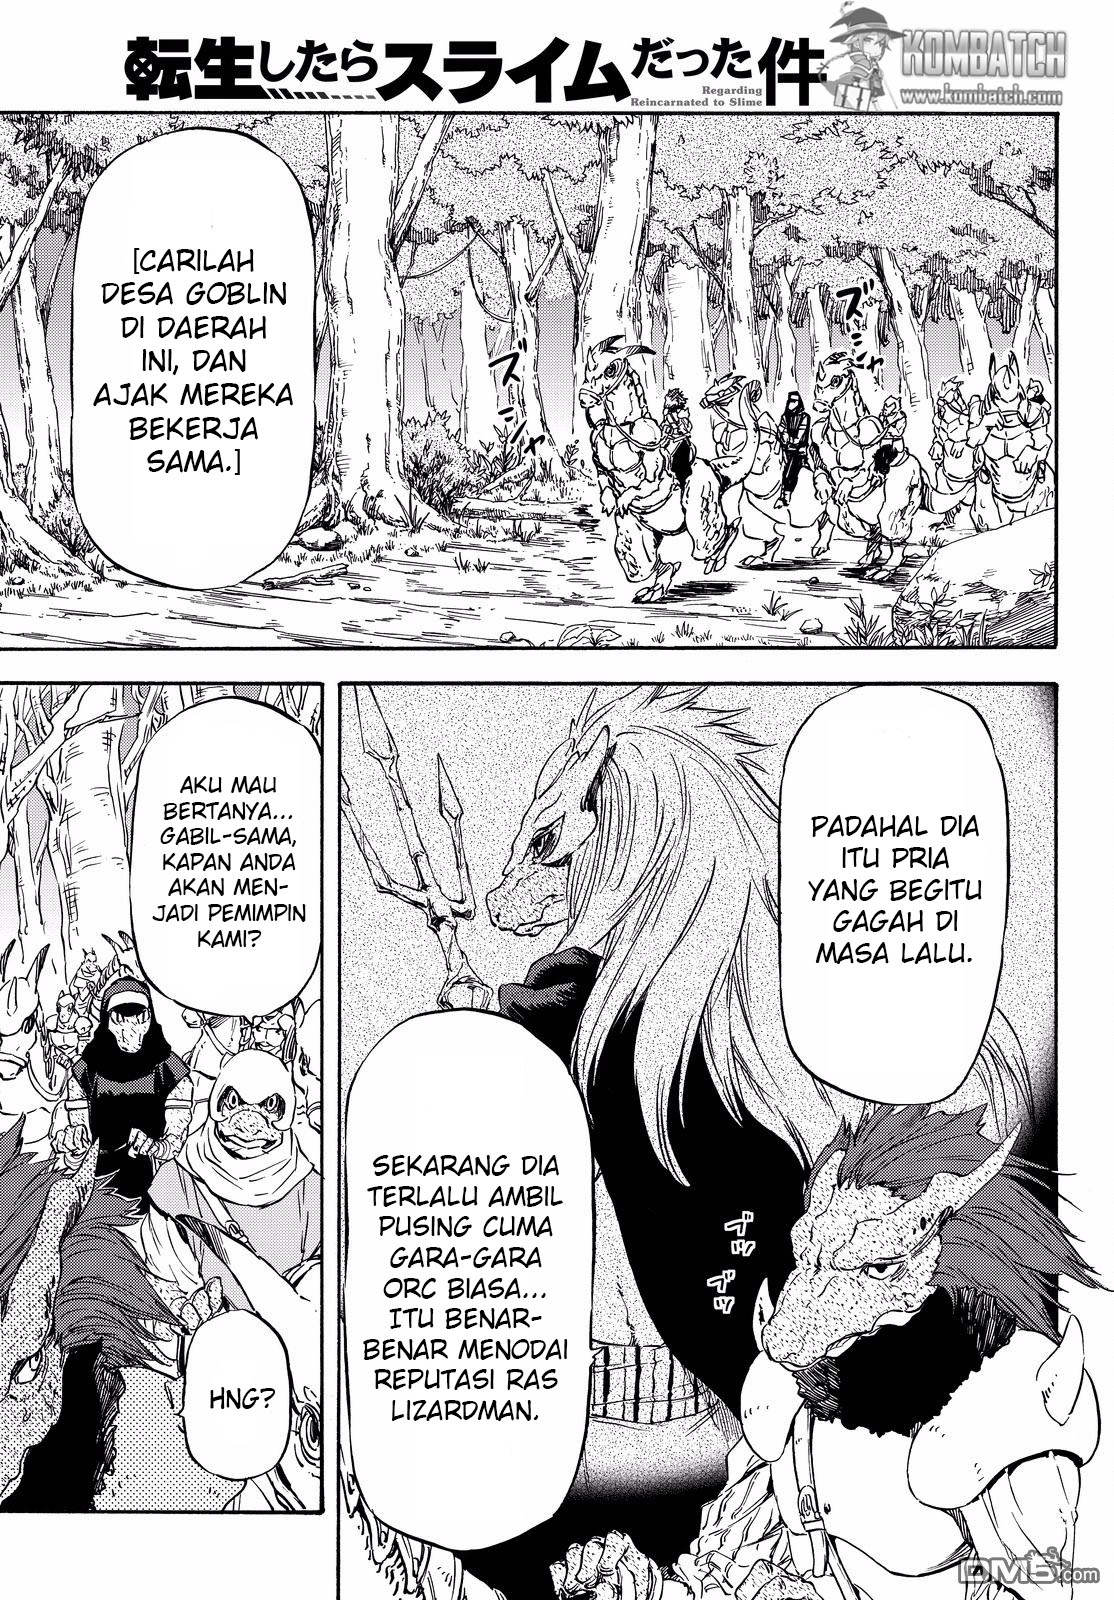 転生したらスライムだった件
Regarding
Reincarnated to Slime
KOMBATCH
www.kombatch.com
[CARILAH
DESA GOBLIN
DI DAERAH
INI, DAN
AJAK MEREKA
BEKERJA
SAMA.]
ズシャ
ズシャ
PADAHAL DIA
ITU PRIA
YANG BEGITU
GAGAH DI
MASA LALU.
SEKARANG DIA
TERLALU AMBIL
PUSING CUMA
GARA-GARA
ORC BIASA...
ITU BENAR-
BENAR MENODAI
REPUTASI RAS
LIZARDMAN.
ブツ
ブツ
AKU MAU
BERTANYA...
GABIL-SAMA,
KAPAN ANDA
AKAN MEN-
JADI PEMIMPIN
KAMI?
HNG?
DM5.com